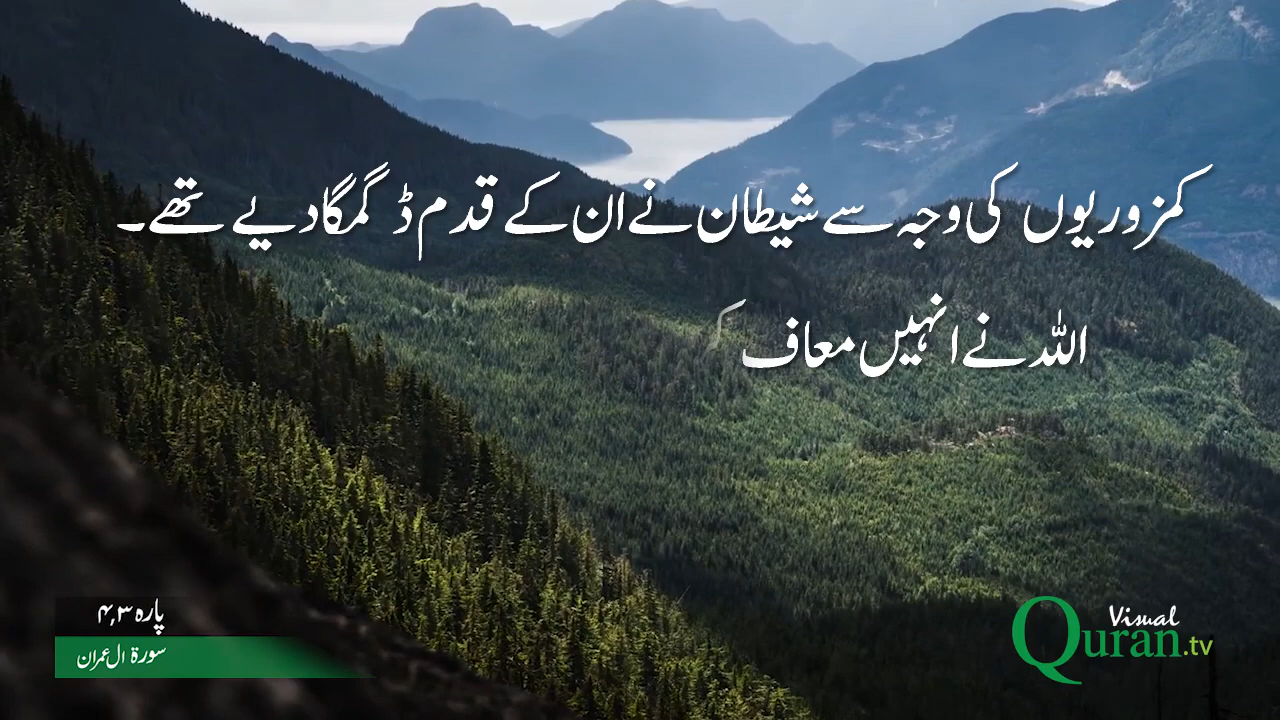 کمزوریوں کی وجہ سے شیطان نے ان کے قدم ڈگمگا دیے تھے۔
اللہ نے انہیں معاف
پارہ ۴,۳
سورۃ ال عمران
Visual
Quran.tv